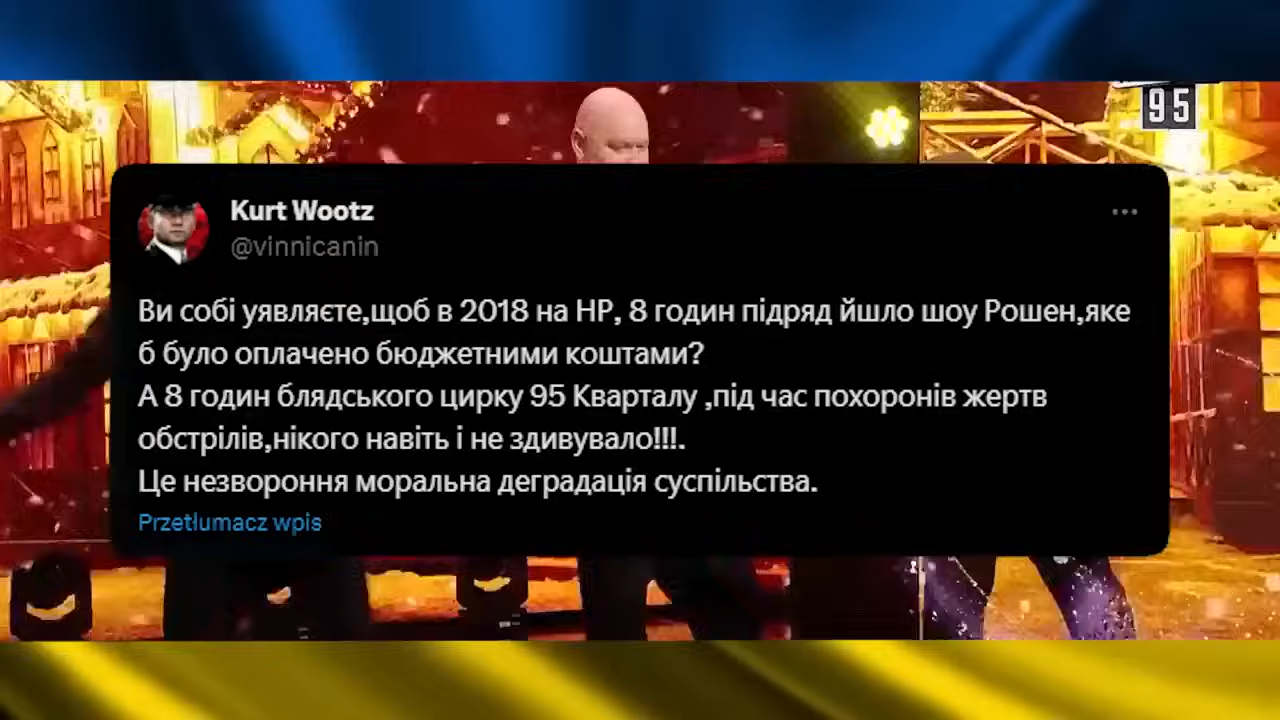 95
Kurt Wootz
@vinnicanin
Ви собі уявляєте,щоб в 2018 на НР, 8 годин підряд йшло шоу Рошен,яке
б було оплачено бюджетними коштами?
А 8 годин блядського цирку 95 Кварталу ,під час похоронів жертв
обстрілів,нікого навіть і не здивувало!!!.
Це незвороння моральна деградація суспільства.
Przetłumacz wpis